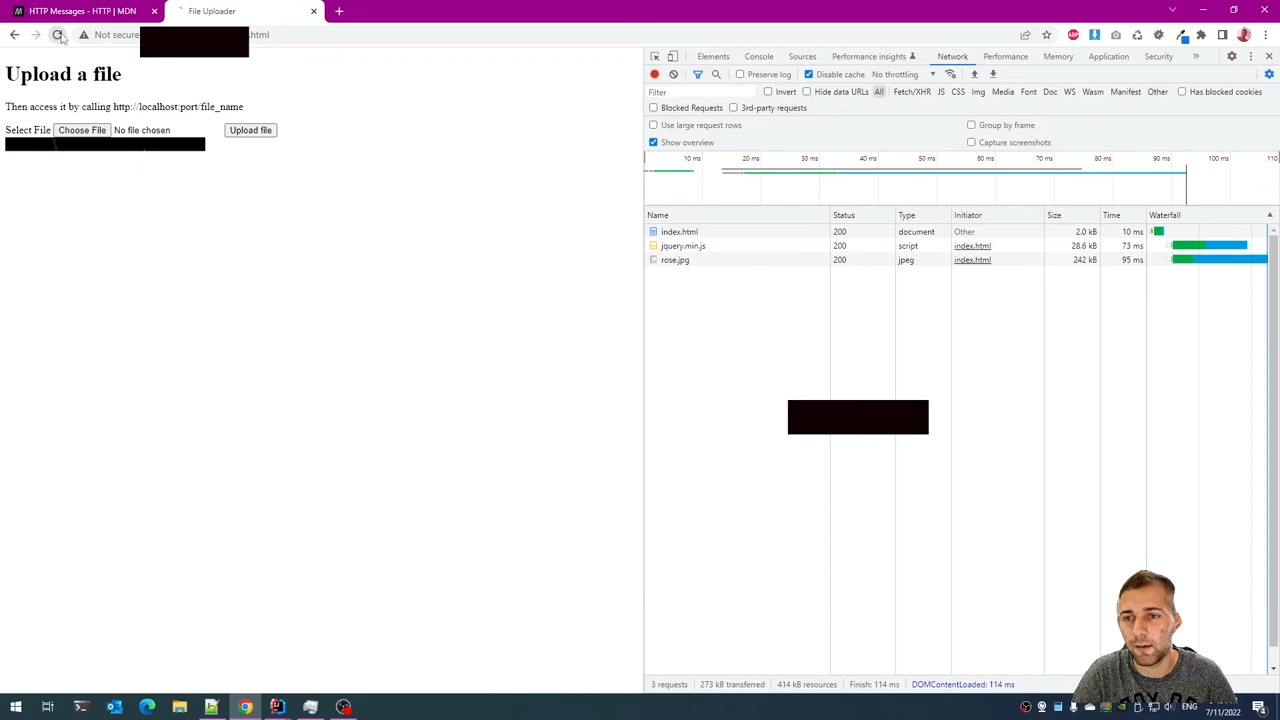 HTTP Messages - HTTP | MDN
File Uploader
Not secure
html
ABP
Elements
Console
Sources
Performance insights
Network
Performance
Memory
Application
Security
Preserve log
Disable cache
No throttling
Filter
Invert
Hide data URLs
All
Fetch/XHR
JS
CSS
Img
Media
Font
Doc
WS
Wasm
Manifest
Other
Has blocked cookies
Blocked Requests
3rd-party requests
Use large request rows
Group by frame
Show overview
Capture screenshots
10 ms
20 ms
30 ms
40 ms
50 ms
60 ms
70 ms
80 ms
90 ms
100 ms
110
Name
Status
Type
Initiator
Size
Time
Waterfall
index.html
200
document
Other
2.0 kB
10 ms
jquery.min.js
200
script
index.html
28.6 kB
73 ms
rose.jpg
200
jpeg
index.html
242 kB
95 ms
3 requests
273 kB transferred
414 kB resources
Finish: 114 ms
DOMContentLoaded: 114 ms
Upload a file
Then access it by calling http://localhost:port/file_name
Select File
Choose File
No file chosen
Upload file
ENG
7/11/2022